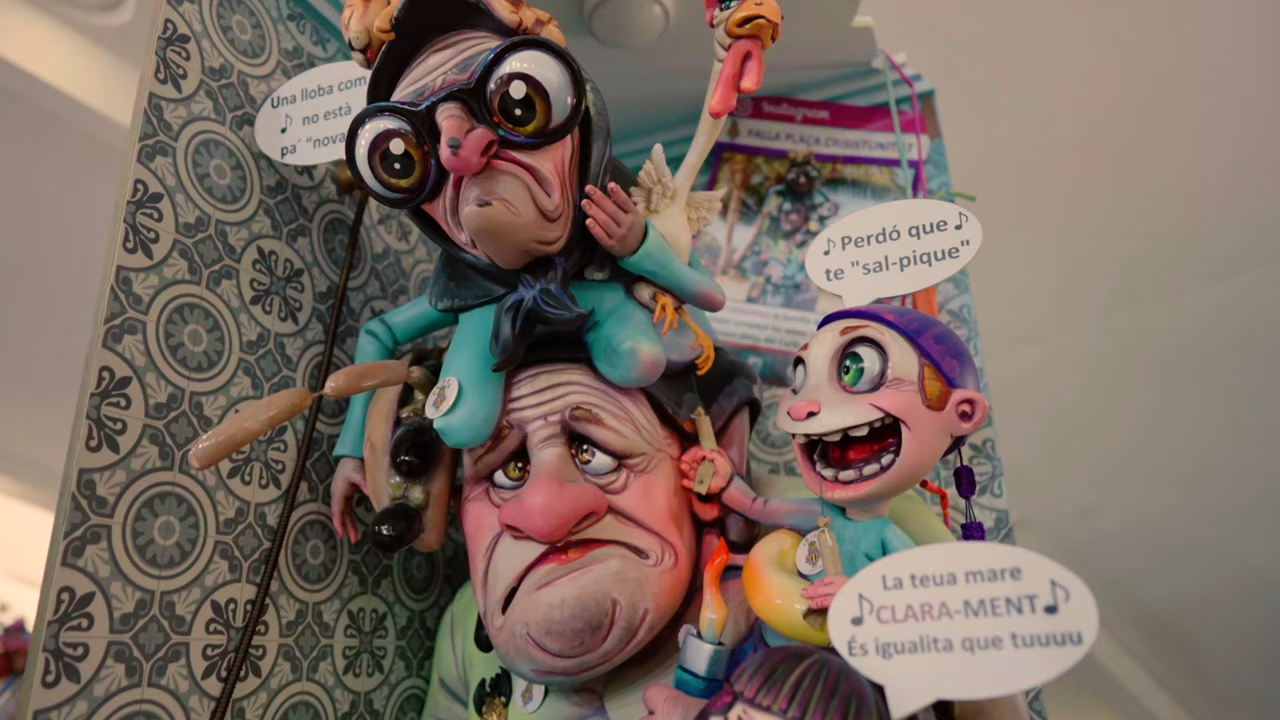 Una lloba com
♪ no està
pa' "nova
Instagram
FALLA PLAÇA CRISISTUNITAT
♪ Perdó que ♪
te "sal-pique"
La teua mare
♪CLARA-MENT♪
És igualita que tuuuu